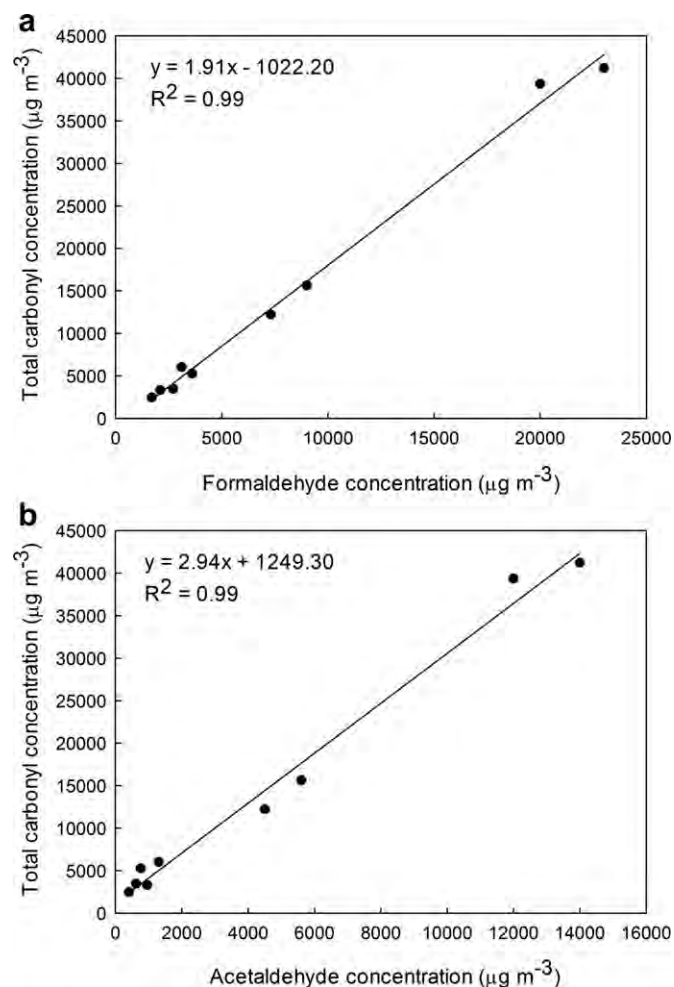 a
45000
y = 1.91x - 1022.20
40000
R² = 0.99
35000
30000
25000
20000
15000
10000
5000
0
0 5000 10000 15000 20000 25000
Total carbonyl concentration (μg m⁻³)
Formaldehyde concentration (μg m⁻³)
b
45000
y = 2.94x + 1249.30
40000
R² = 0.99
35000
30000
25000
20000
15000
10000
5000
0
0 2000 4000 6000 8000 10000 12000 14000 16000
Total carbonyl concentration (μg m⁻³)
Acetaldehyde concentration (μg m⁻³)